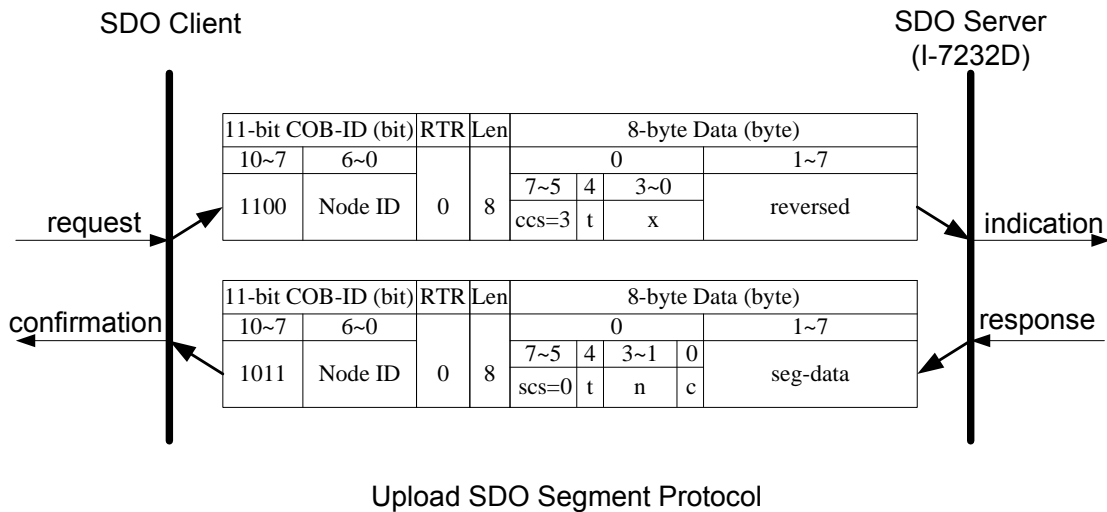 SDO Client
SDO Server
(I-7232D)
11-bit COB-ID (bit) RTR Len 8-byte Data (byte)
10~7 6~0 0 1~7
7~5 4 3~0
1100 Node ID 0 8 ccs=3 t x reversed
request
indication
11-bit COB-ID (bit) RTR Len 8-byte Data (byte)
10~7 6~0 0 1~7
confirmation
response
7~5 4 3~1 0
1011 Node ID 0 8 scs=0 t n c seg-data
Upload SDO Segment Protocol